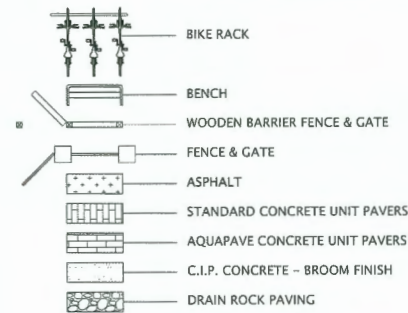 BIKE RACK
BENCH
WOODEN BARRIER FENCE & GATE
FENCE & GATE
ASPHALT
STANDARD CONCRETE UNIT PAVERS
AQUAPAVE CONCRETE UNIT PAVERS
C.I.P. CONCRETE – BROOM FINISH
DRAIN ROCK PAVING